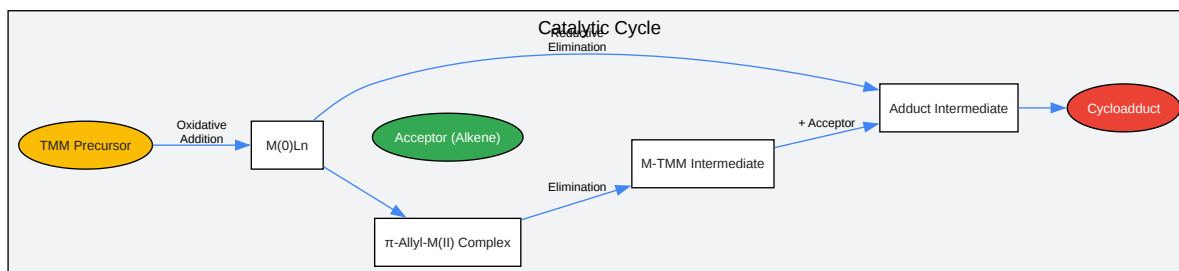 Catalytic Cycle
Reductive
Elimination
Oxidative
Addition
TMM Precursor
M(0)Ln
Acceptor (Alkene)
π-Allyl-M(II) Complex
Elimination
M-TMM Intermediate
+ Acceptor
Adduct Intermediate
Cycloadduct